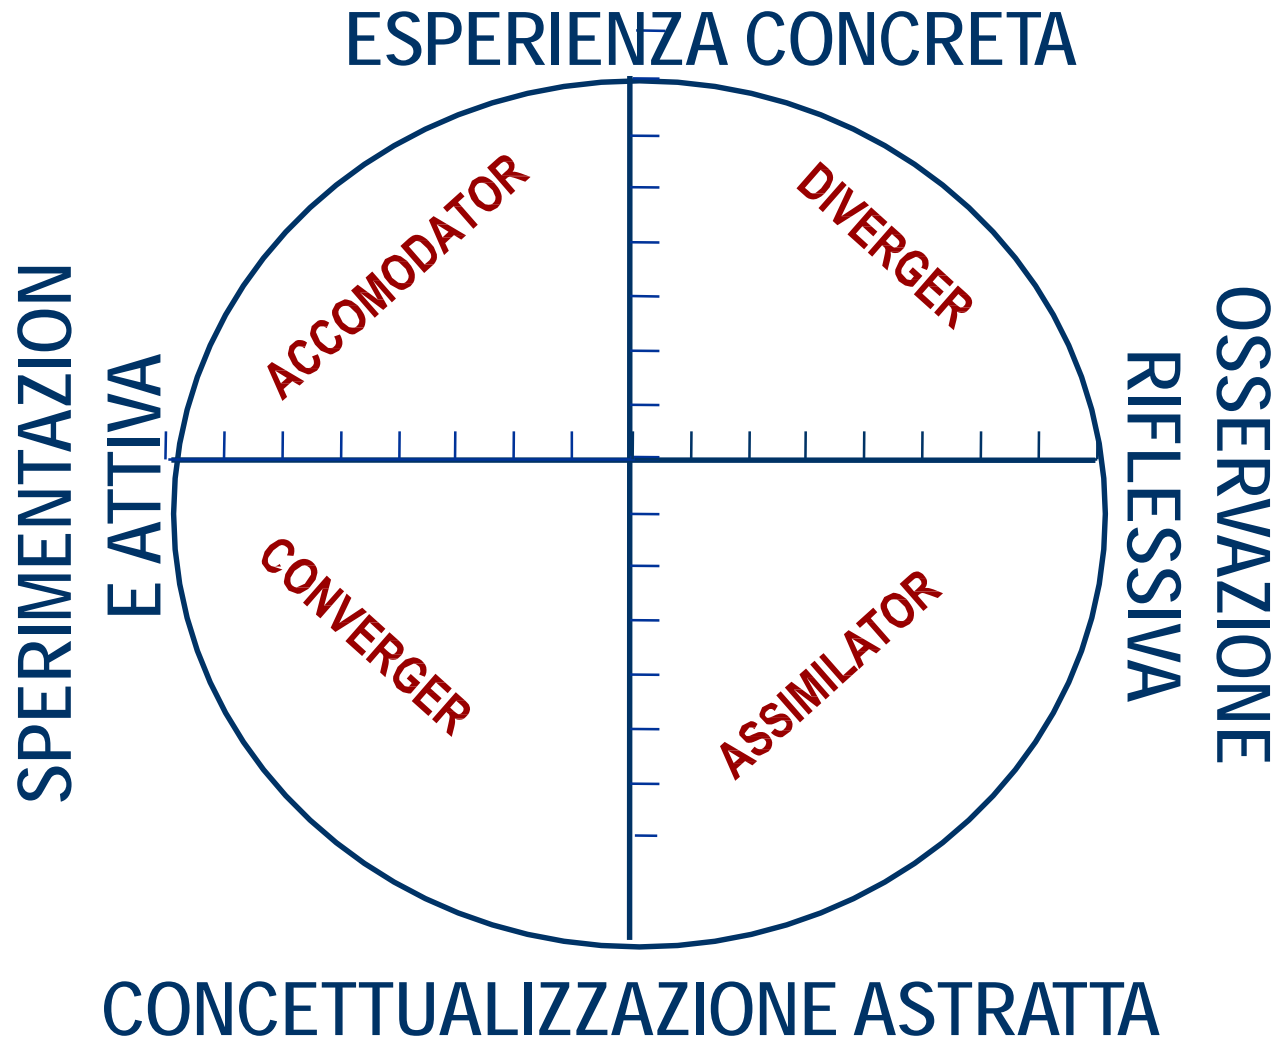 ESPERIENZA CONCRETA
ACCOMODATOR
DIVERGER
SPERIMENTAZION
E ATTIVA
OSSERVAZIONE
RIFLESSIVA
CONVERGER
ASSIMILATOR
CONCETTUALIZZAZIONE ASTRATTA